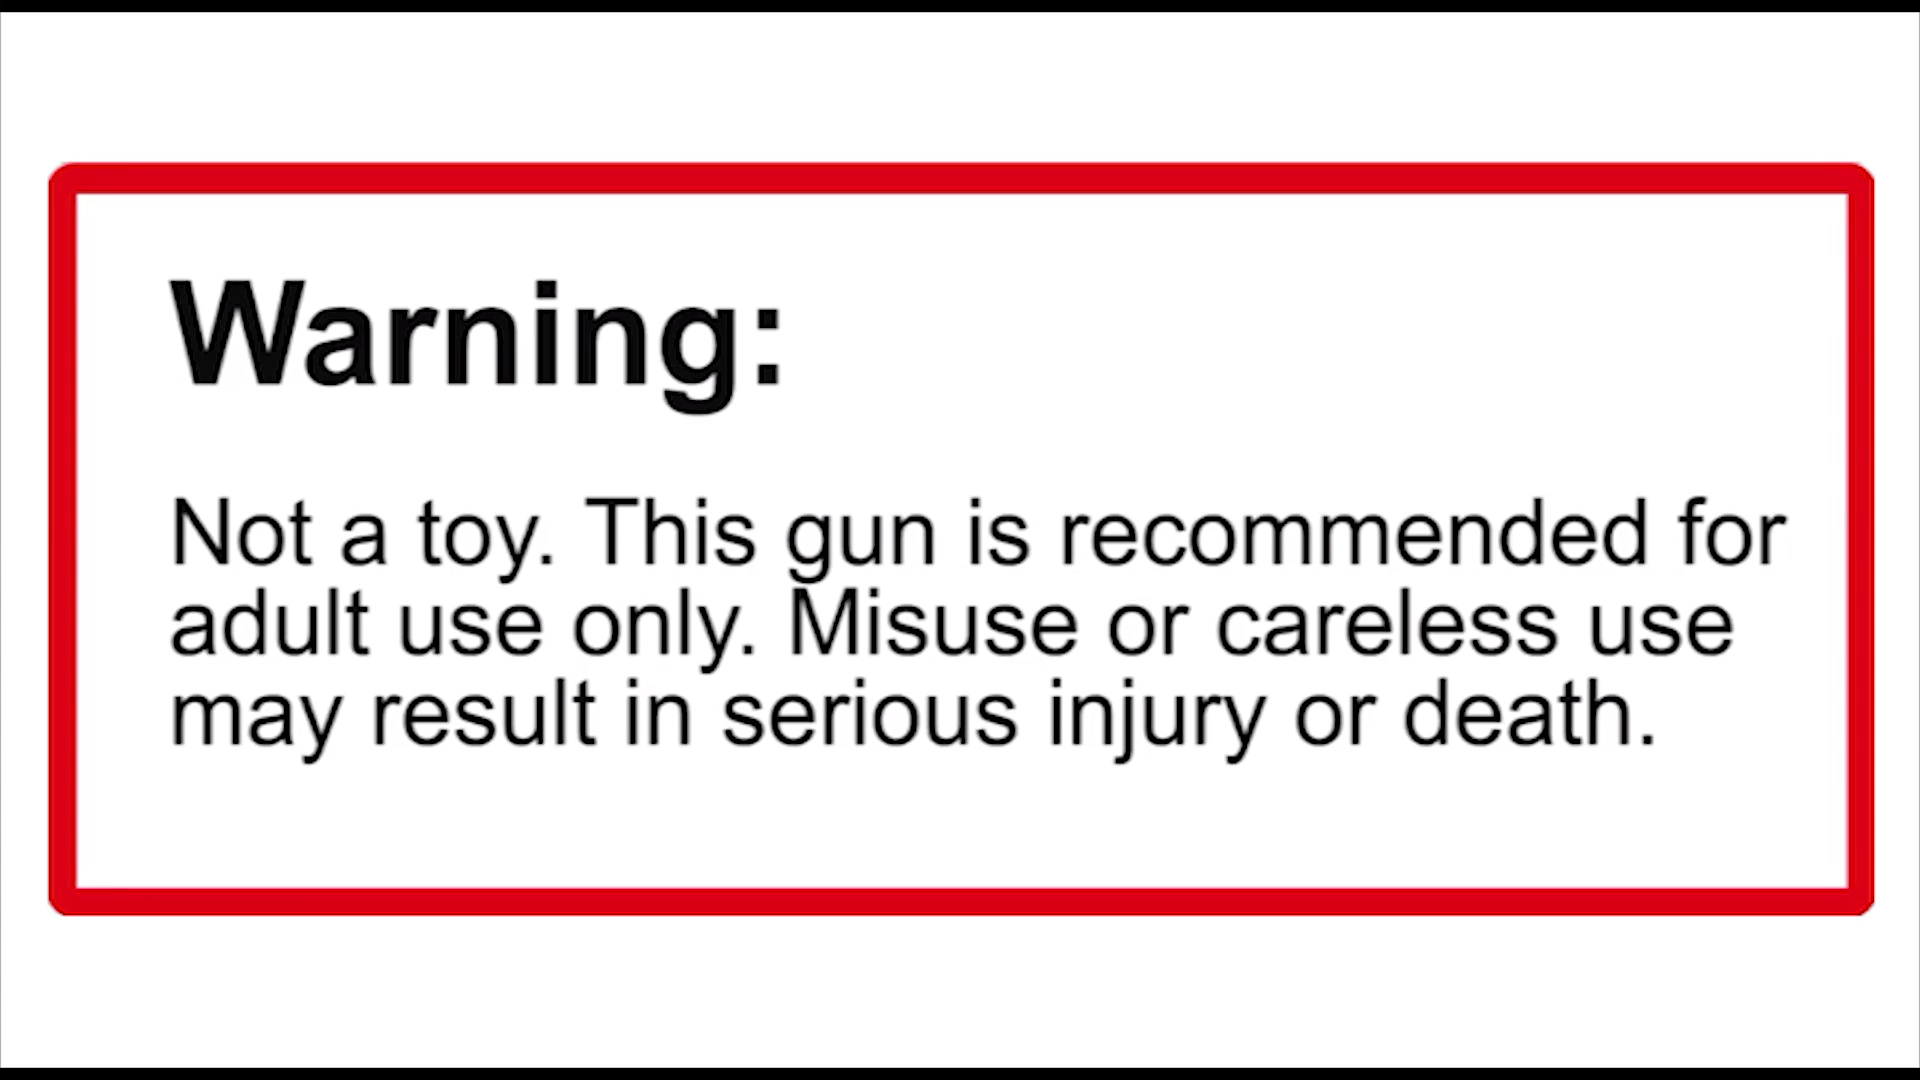 Warning:
Not a toy. This gun is recommended for
adult use only. Misuse or careless use
may result in serious injury or death.